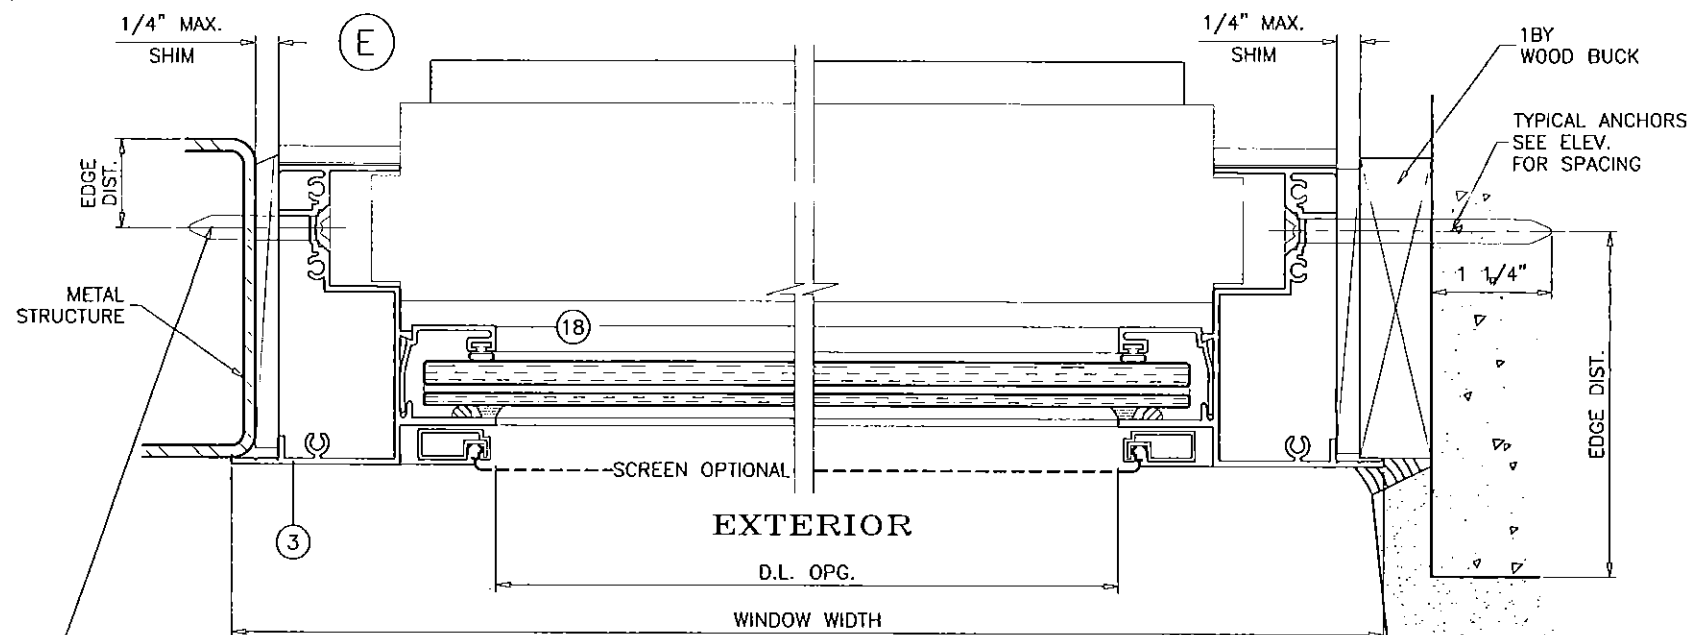 1/4" MAX.
SHIM
E
1/4" MAX.
SHIM
1BY
WOOD BUCK
TYPICAL ANCHORS
SEE ELEV.
FOR SPACING
EDGE
DIST.
METAL
STRUCTURE
1 1/4"
18
EDGE DIST.
SCREEN OPTIONAL
EXTERIOR
3
D.L. OPG.
WINDOW WIDTH